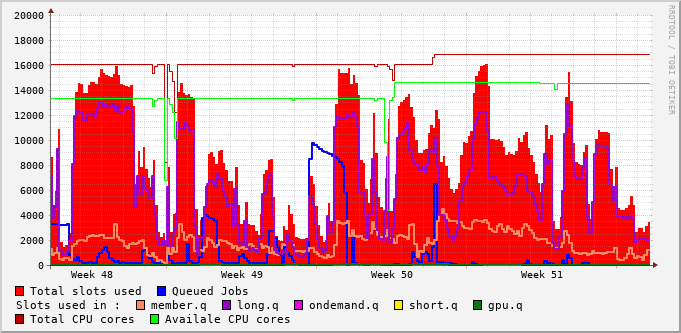 20000
18000
16000
14000
12000
10000
8000
6000
4000
2000
0
Week 48 Week 49 Week 50 Week 51
Total slots used Queued Jobs
Slots used in : member.q long.q ondemand.q short.q gpu.q
Total CPU cores Availale CPU cores
RRDTOOL / TOBI OETIKER